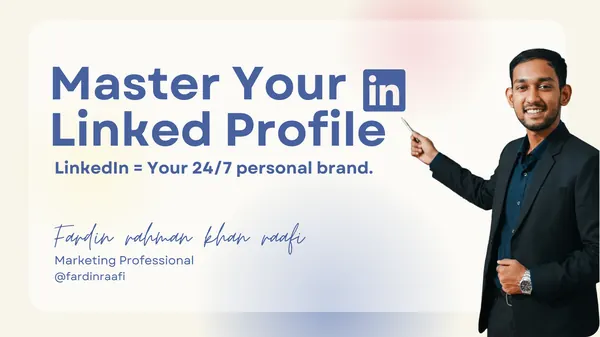 Master Your in
Linked Profile
LinkedIn = Your 24/7 personal brand.
Fardin rahman khan raafi
Marketing Professional
@fardinraafi